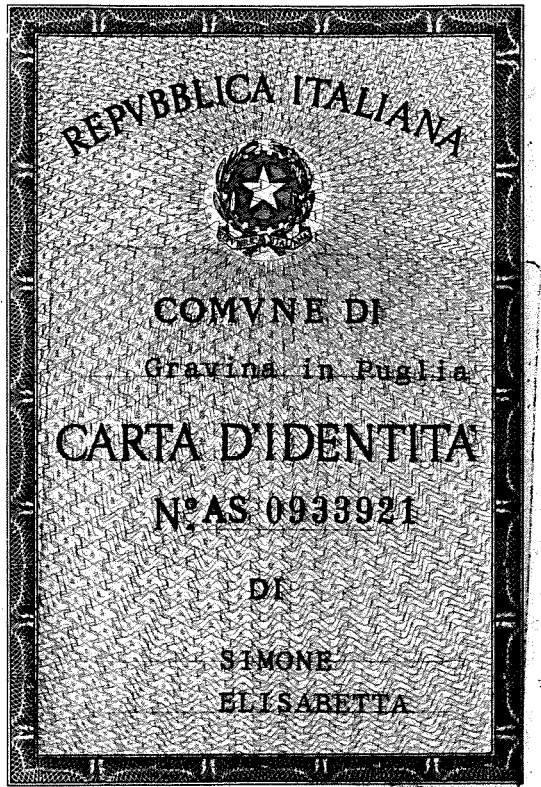 REPVBBLICA ITALIANA
COMVNE DI
Gravina in Puglia
CARTA D'IDENTITA
N.º AS 0933921
DI
SIMONE
ELISABETTA